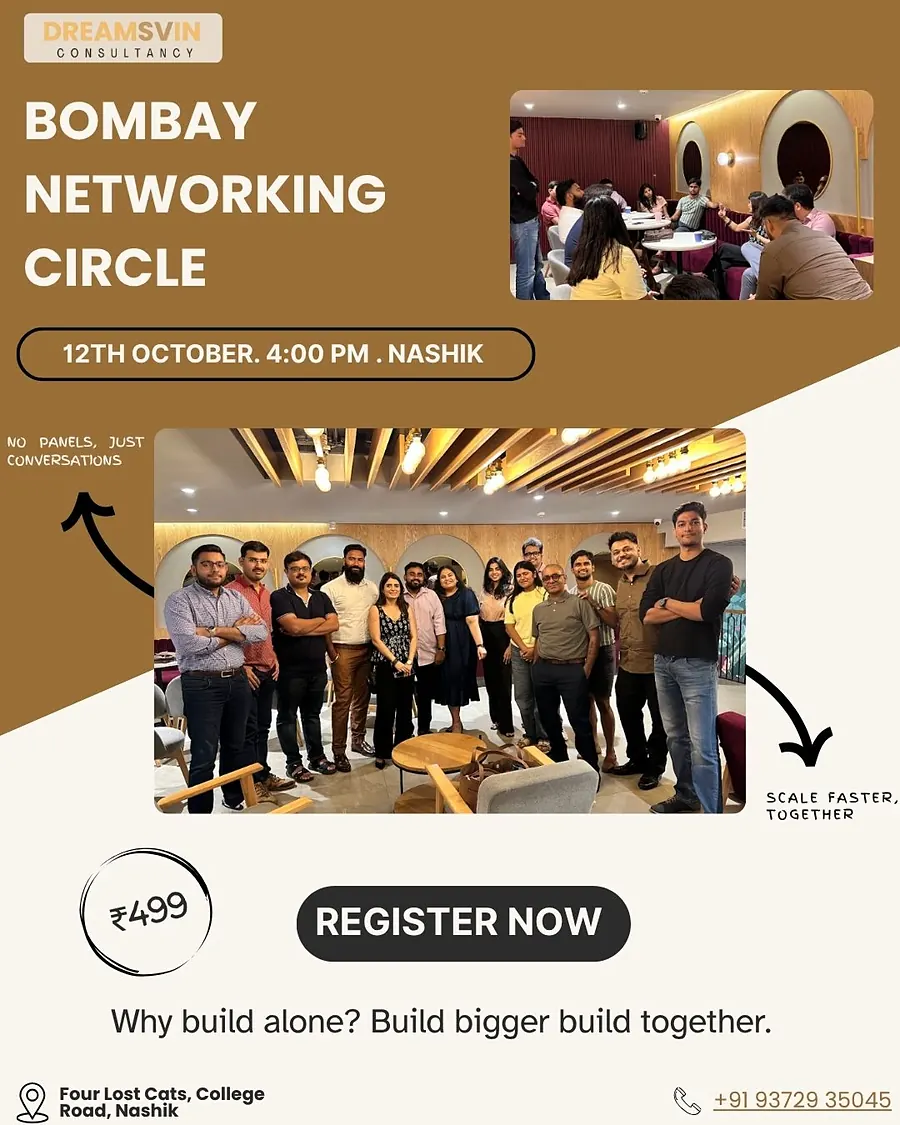 DREAMSVIN
CONSULTANCY
BOMBAY
NETWORKING
CIRCLE
12TH OCTOBER. 4:00 PM . NASHIK
NO PANELS, JUST
CONVERSATIONS
SCALE FASTER,
TOGETHER
₹499
REGISTER NOW
Why build alone? Build bigger build together.
Four Lost Cats, College
Road, Nashik
+91 93729 35045